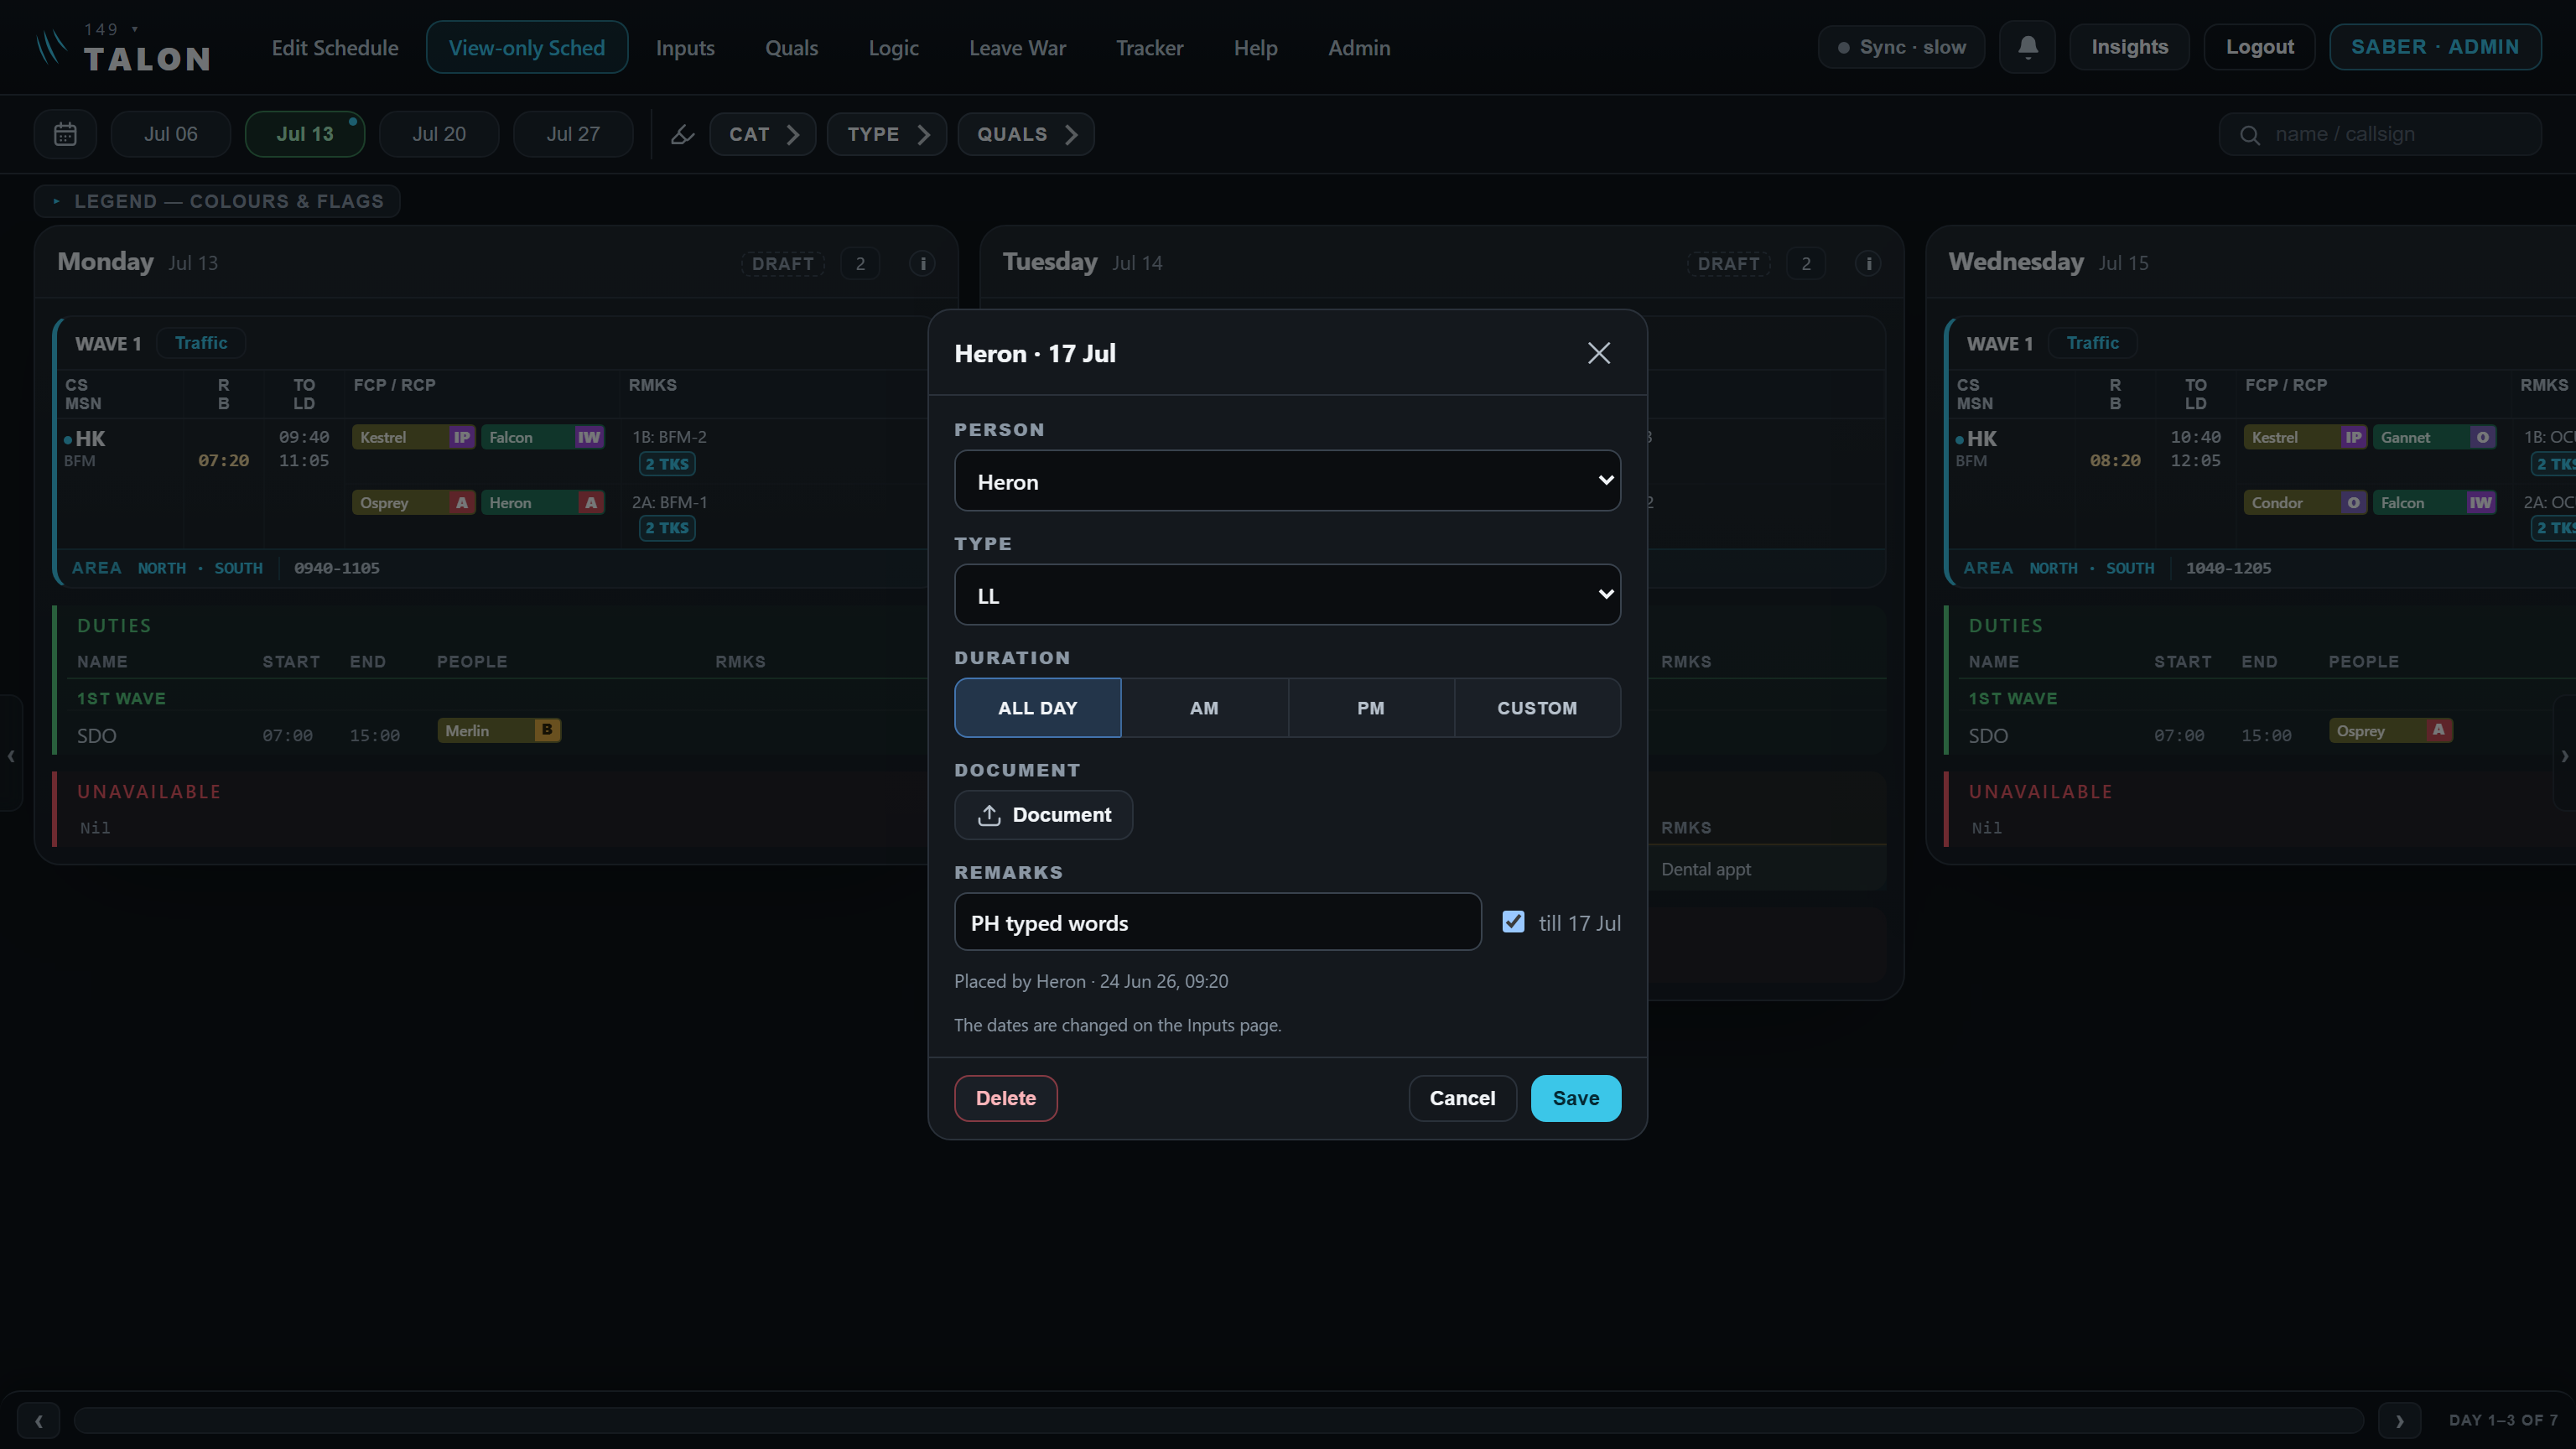 149 ▾
TALON
Edit Schedule
View-only Sched
Inputs
Quals
Logic
Leave War
Tracker
Help
Admin
Sync · slow
Insights
Logout
SABER · ADMIN
Jul 06
Jul 13
Jul 20
Jul 27
CAT
TYPE
QUALS
name / callsign
LEGEND — COLOURS & FLAGS
Monday Jul 13
DRAFT
2
i
WAVE 1
Traffic
CS R TO FCP / RCP RMKS
MSN B LD
HK 09:40 Kestrel IP Falcon IW 1B: BFM-2
BFM 07:20 11:05 2 TKS
Osprey A Heron A 2A: BFM-1
2 TKS
AREA NORTH · SOUTH 0940-1105
DUTIES
NAME START END PEOPLE RMKS
1ST WAVE
SDO 07:00 15:00 Merlin B
UNAVAILABLE
Nil
Tuesday Jul 14
DRAFT
2
i
RMKS
RMKS
Dental appt
Wednesday Jul 15
WAVE 1
Traffic
CS R TO FCP / RCP RMKS
MSN B LD
HK 10:40 Kestrel IP Gannet O 1B:
BFM 08:20 12:05 2 TKS
Condor O Falcon IW 2A:
2 TKS
AREA NORTH · SOUTH 1040-1205
DUTIES
NAME START END PEOPLE
1ST WAVE
SDO 07:00 15:00 Osprey A
UNAVAILABLE
Nil
Heron · 17 Jul
PERSON
Heron
TYPE
LL
DURATION
ALL DAY
AM
PM
CUSTOM
DOCUMENT
Document
REMARKS
PH typed words
till 17 Jul
Placed by Heron · 24 Jun 26, 09:20
The dates are changed on the Inputs page.
Delete
Cancel
Save
DAY 1–3 OF 7